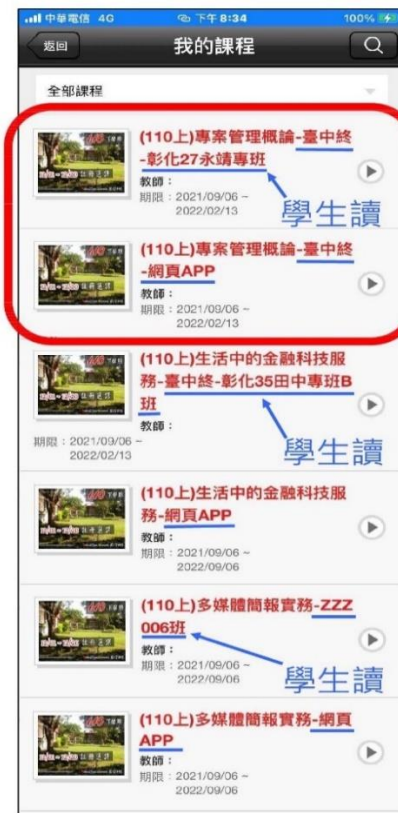 中華電信 4G 下午8:34 100%
返回 我的課程
全部課程
(110上)專案管理概論-臺中終
-彰化27永靖專班
教師：
期限：2021/09/06 ~
2022/02/13
學生讀
(110上)專案管理概論-臺中終
-網頁APP
教師：
期限：2021/09/06 ~
2022/02/13
(110上)生活中的金融科技服
務-臺中終-彰化35田中專班B
班
教師：
期限：2021/09/06 ~
2022/02/13
學生讀
(110上)生活中的金融科技服
務-網頁APP
教師：
期限：2021/09/06 ~
2022/09/06
(110上)多媒體簡報實務-ZZZ
006班
教師：
期限：2021/09/06 ~
2022/09/06
學生讀
(110上)多媒體簡報實務-網頁
APP
教師：
期限：2021/09/06 ~
2022/09/06